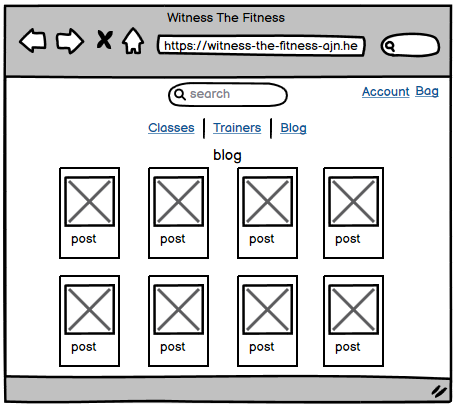 Witness The Fitness
https://witness-the-fitness-ajn.he
search
Account Bag
Classes Trainers Blog
blog
post post post post
post post post post